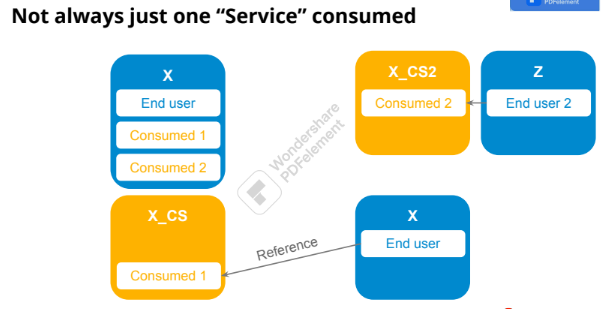 Not always just one “Service” consumed
PDFelement
X
End user
Consumed 1
Consumed 2
X_CS2
Consumed 2
Z
End user 2
Wondershare
PDFelement
X_CS
Consumed 1
Reference
X
End user